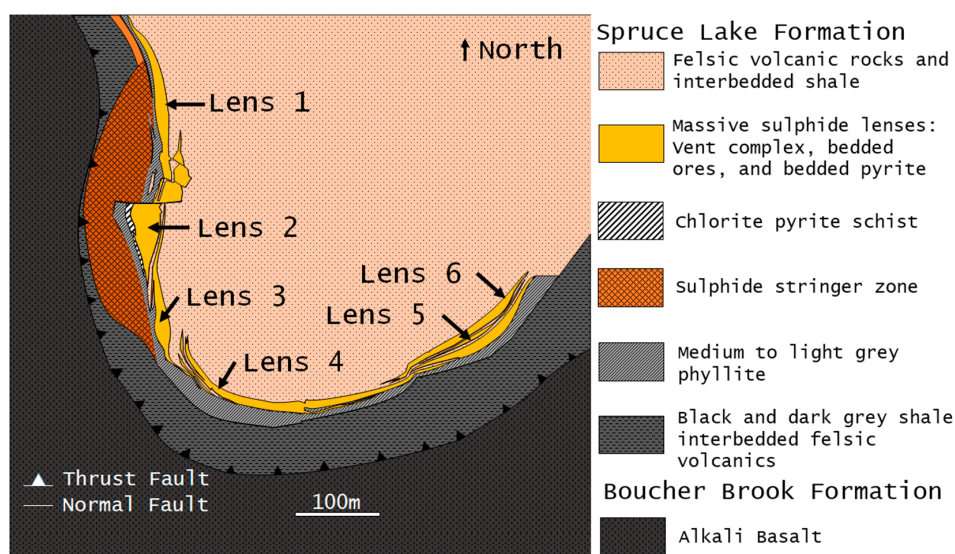 North
Lens 1
Lens 2
Lens 3
Lens 4
Lens 5
Lens 6
Thrust Fault
Normal Fault
100m
Spruce Lake Formation
Felsic volcanic rocks and
interbedded shale
Massive sulphide lenses:
Vent complex, bedded
ores, and bedded pyrite
Chlorite pyrite schist
Sulphide stringer zone
Medium to light grey
phyllite
Black and dark grey shale
interbedded felsic
volcanics
Boucher Brook Formation
Alkali Basalt